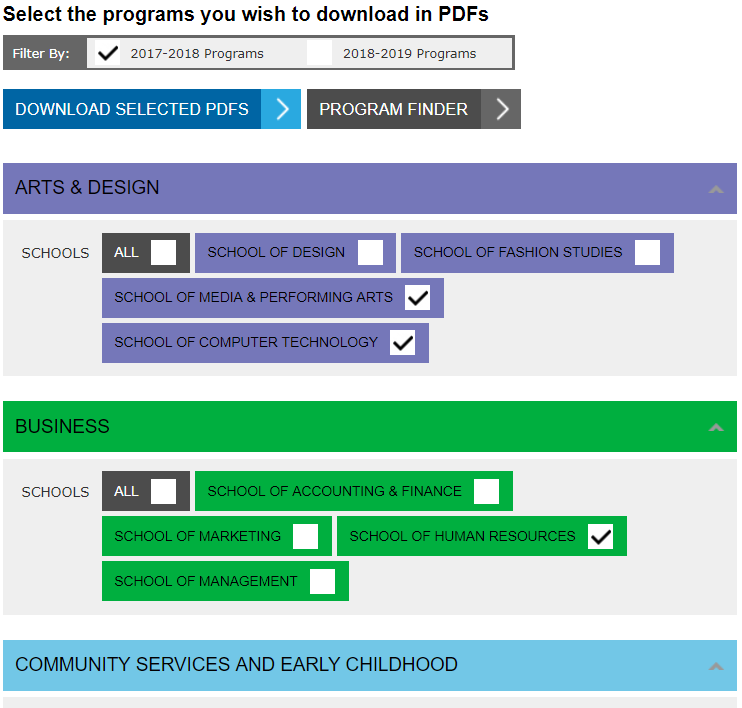 Select the programs you wish to download in PDFs
Filter By: 2017-2018 Programs 2018-2019 Programs
DOWNLOAD SELECTED PDFS PROGRAM FINDER
ARTS & DESIGN
SCHOOLS ALL SCHOOL OF DESIGN SCHOOL OF FASHION STUDIES
SCHOOL OF MEDIA & PERFORMING ARTS
SCHOOL OF COMPUTER TECHNOLOGY
BUSINESS
SCHOOLS ALL SCHOOL OF ACCOUNTING & FINANCE
SCHOOL OF MARKETING SCHOOL OF HUMAN RESOURCES
SCHOOL OF MANAGEMENT
COMMUNITY SERVICES AND EARLY CHILDHOOD